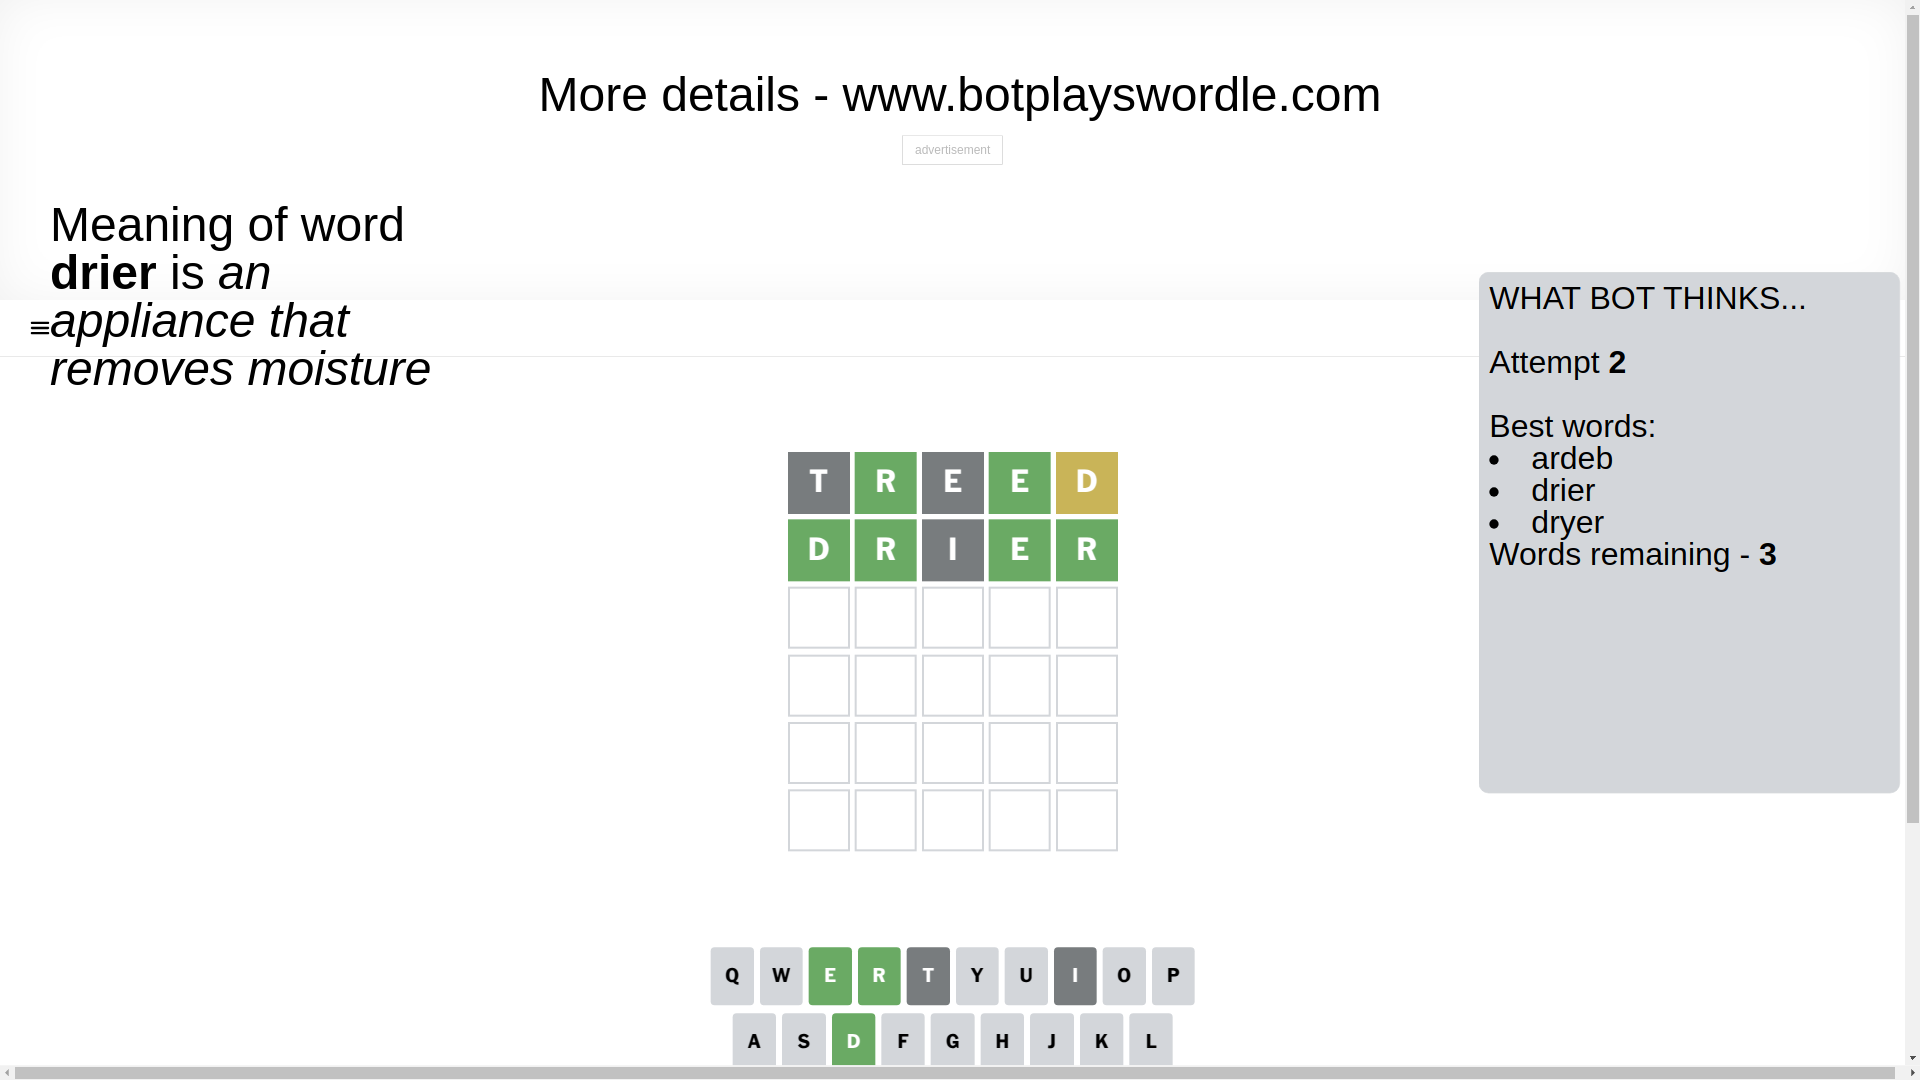 More details - www.botplayswordle.com
advertisement
Meaning of word
drier is an
appliance that
removes moisture
WHAT BOT THINKS...
Attempt 2
Best words:
• ardeb
• drier
• dryer
Words remaining - 3
T R E E D
D R I E R
Q W E R T Y U I O P
A S D F G H J K L